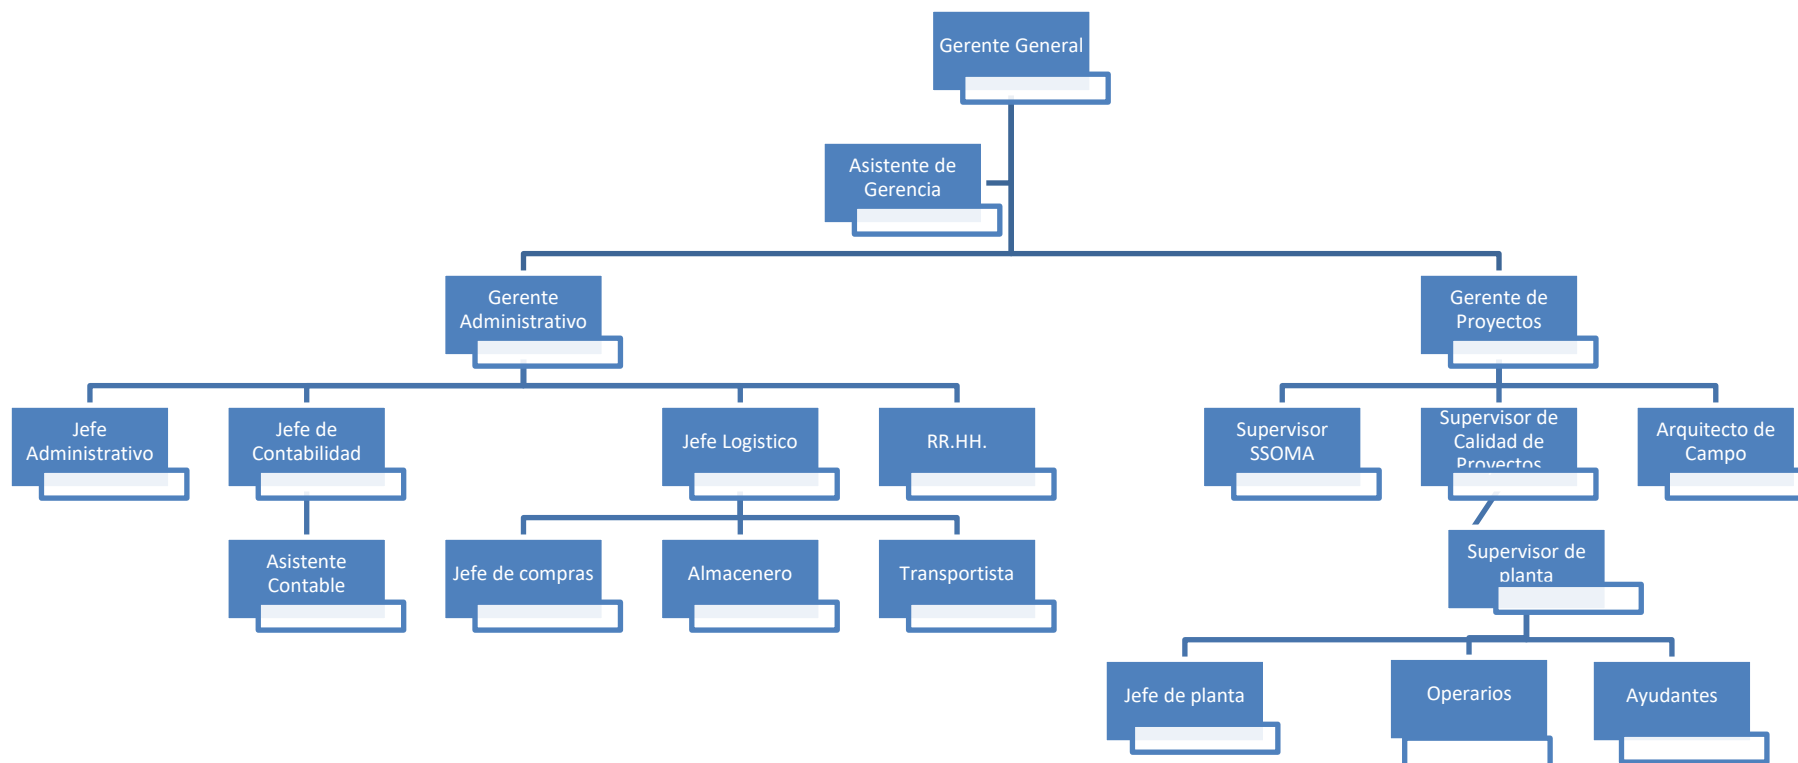 Gerente General
Asistente de
Gerencia
Gerente
Administrativo
Gerente de
Proyectos
Jefe
Administrativo
Jefe de
Contabilidad
Jefe Logistico
RR.HH.
Supervisor
SSOMA
Supervisor de
Calidad de
Proyectos
Arquitecto de
Campo
Asistente
Contable
Jefe de compras
Almacenero
Transportista
Supervisor de
planta
Jefe de planta
Operarios
Ayudantes